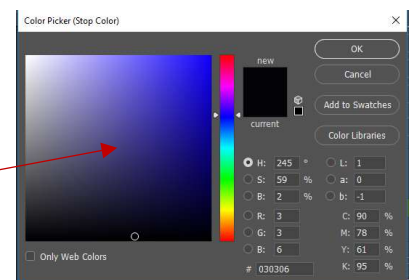 Color Picker (Stop Color)
OK
new
Cancel
Add to Swatches
current
Color Libraries
H: 245 °
L: 1
S: 59 %
a: 0
B: 2 %
b: -1
R: 3
C: 90 %
G: 3
M: 78 %
B: 6
Y: 61 %
Only Web Colors
# 030306
K: 95 %